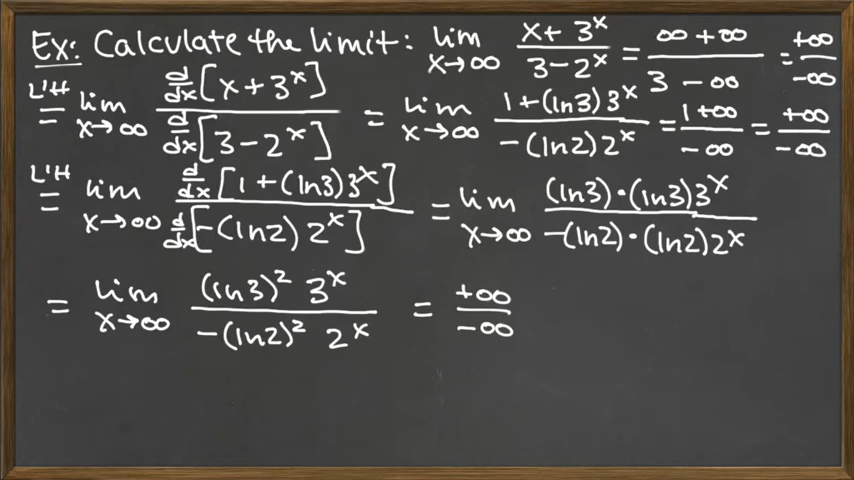 Ex: Calculate the limit: lim x→∞ (x + 3^x)/(3 − 2^x) = (∞ + ∞)/(3 − ∞) = +∞/−∞
L'H = lim x→∞ (d/dx [x + 3^x])/(d/dx [3 − 2^x]) = lim x→∞ (1 + (ln3) 3^x)/(−(ln2) 2^x) = (1 + ∞)/−∞ = +∞/−∞
L'H = lim x→∞ (d/dx [1 + (ln3) 3^x])/(d/dx [−(ln2) 2^x]) = lim x→∞ ((ln3)·(ln3) 3^x)/(−(ln2)·(ln2) 2^x)
= lim x→∞ ((ln3)² 3^x)/(−(ln2)² 2^x) = +∞/−∞